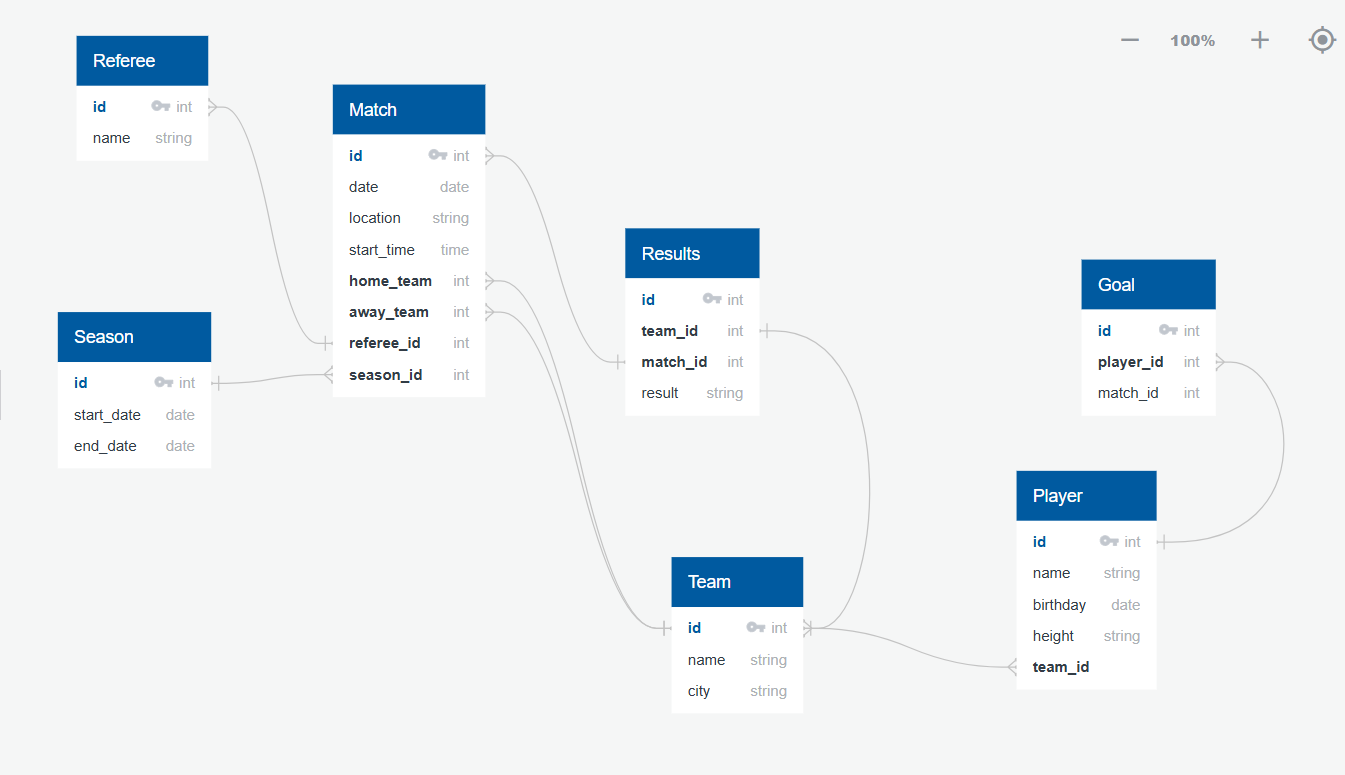 100%
Referee
id int
name string
Match
id int
date date
location string
start_time time
home_team int
away_team int
referee_id int
season_id int
Season
id int
start_date date
end_date date
Results
id int
team_id int
match_id int
result string
Goal
id int
player_id int
match_id int
Player
id int
name string
birthday date
height string
team_id
Team
id int
name string
city string